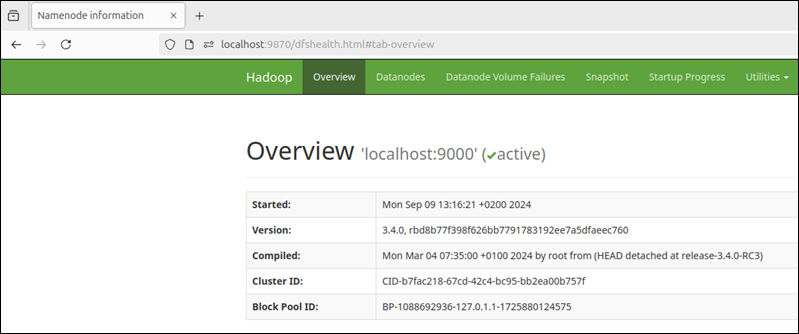 Namenode information
localhost:9870/dfshealth.html#tab-overview
Hadoop Overview Datanodes Datanode Volume Failures Snapshot Startup Progress Utilities
Overview 'localhost:9000' (✔active)
Started: Mon Sep 09 13:16:21 +0200 2024
Version: 3.4.0, rbd8b77f398f626bb7791783192ee7a5dfaeec760
Compiled: Mon Mar 04 07:35:00 +0100 2024 by root from (HEAD detached at release-3.4.0-RC3)
Cluster ID: CID-b7fac218-67cd-42c4-bc95-bb2ea00b757f
Block Pool ID: BP-1088692936-127.0.1.1-1725880124575